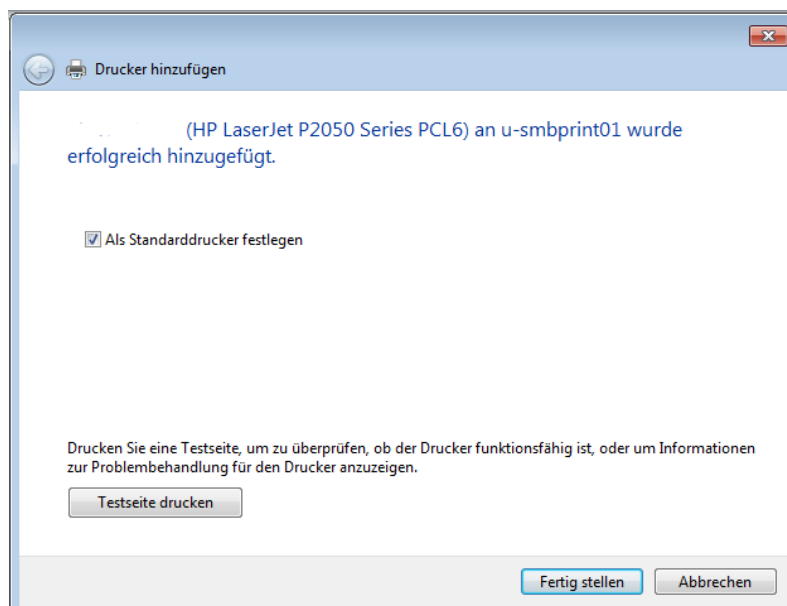 Drucker hinzufügen
(HP LaserJet P2050 Series PCL6) an u-smbprint01 wurde
erfolgreich hinzugefügt.
Als Standarddrucker festlegen
Drucken Sie eine Testseite, um zu überprüfen, ob der Drucker funktionsfähig ist, oder um Informationen
zur Problembehandlung für den Drucker anzuzeigen.
Testseite drucken
Fertig stellen
Abbrechen